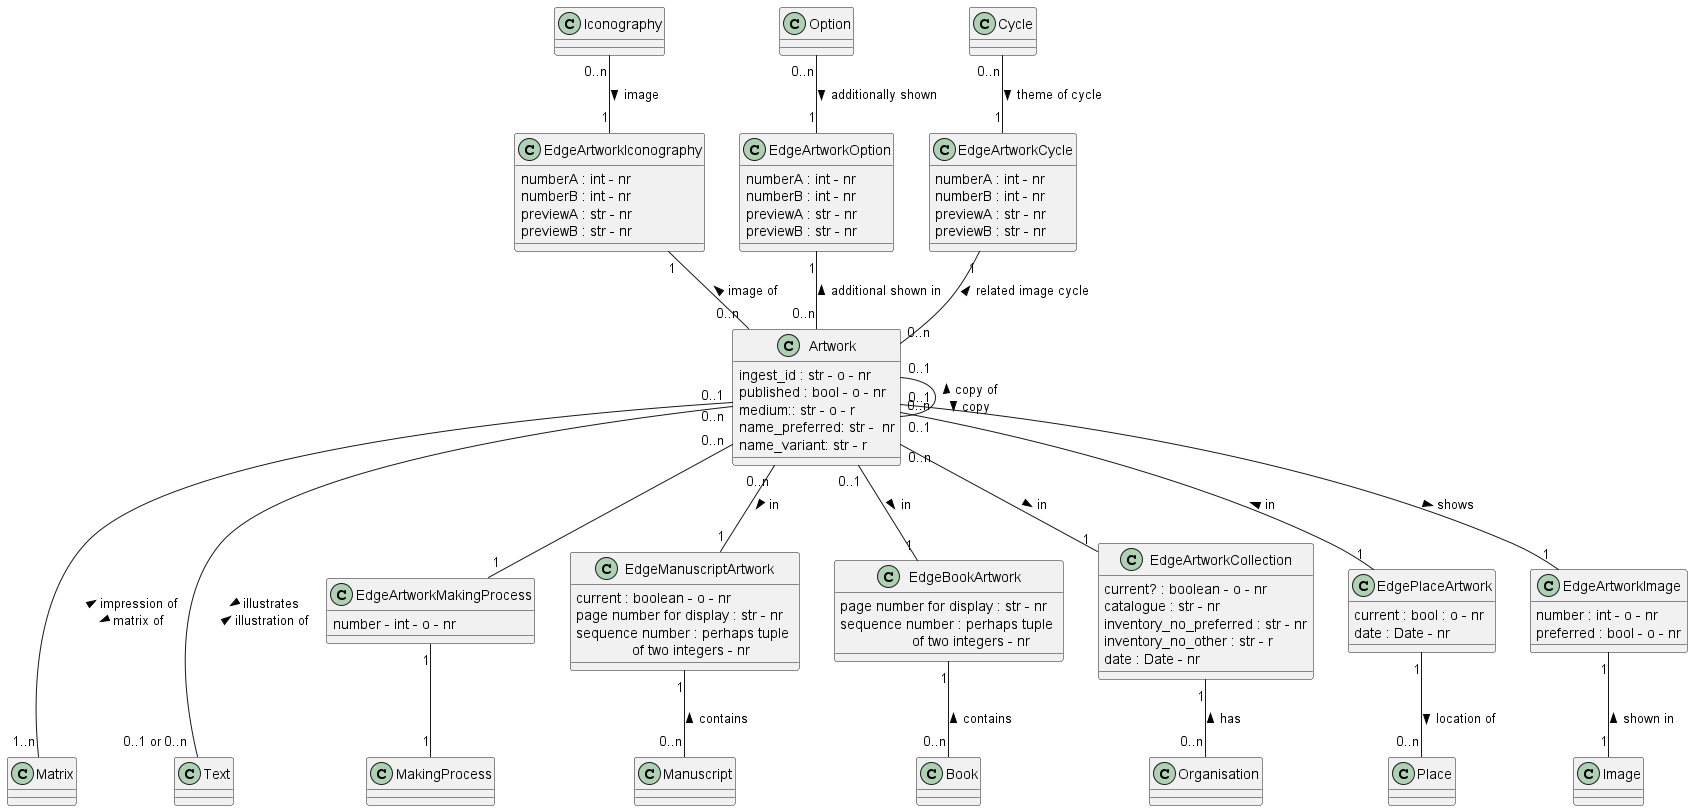 C Iconography
C Option
C Cycle
0..n
0..n
0..n
image
additionally shown
theme of cycle
1
1
1
C EdgeArtworkIconography
numberA : int - nr
numberB : int - nr
previewA : str - nr
previewB : str - nr
C EdgeArtworkOption
numberA : int - nr
numberB : int - nr
previewA : str - nr
previewB : str - nr
C EdgeArtworkCycle
numberA : int - nr
numberB : int - nr
previewA : str - nr
previewB : str - nr
1
1
1
image of
additional shown in
related image cycle
0..n
0..n
0..n
C Artwork
ingest_id : str - o - nr
published : bool - o - nr
medium:: str - o - r
name_preferred: str -  nr
name_variant: str - r
0..1
copy of
copy
0..1
0..n
0..1
0..n
0..1
0..n
0..n
0..n
0..1
in
in
in
in
shows
1
1
1
1
1
1
impression of
matrix of
illustrates
illustration of
C EdgeArtworkMakingProcess
number - int - o - nr
C EdgeManuscriptArtwork
current : boolean - o - nr
page number for display : str - nr
sequence number : perhaps tuple
of two integers - nr
C EdgeBookArtwork
page number for display : str - nr
sequence number : perhaps tuple
of two integers - nr
C EdgeArtworkCollection
current? : boolean - o - nr
catalogue : str - nr
inventory_no_preferred : str - nr
inventory_no_other : str - r
date : Date - nr
C EdgePlaceArtwork
current : bool : o - nr
date : Date - nr
C EdgeArtworkImage
number : int - o - nr
preferred : bool - o - nr
1
1
1
1
1
1
contains
contains
has
location of
shown in
1..n
0..1 or 0..n
1
0..n
0..n
0..n
0..n
1
C Matrix
C Text
C MakingProcess
C Manuscript
C Book
C Organisation
C Place
C Image